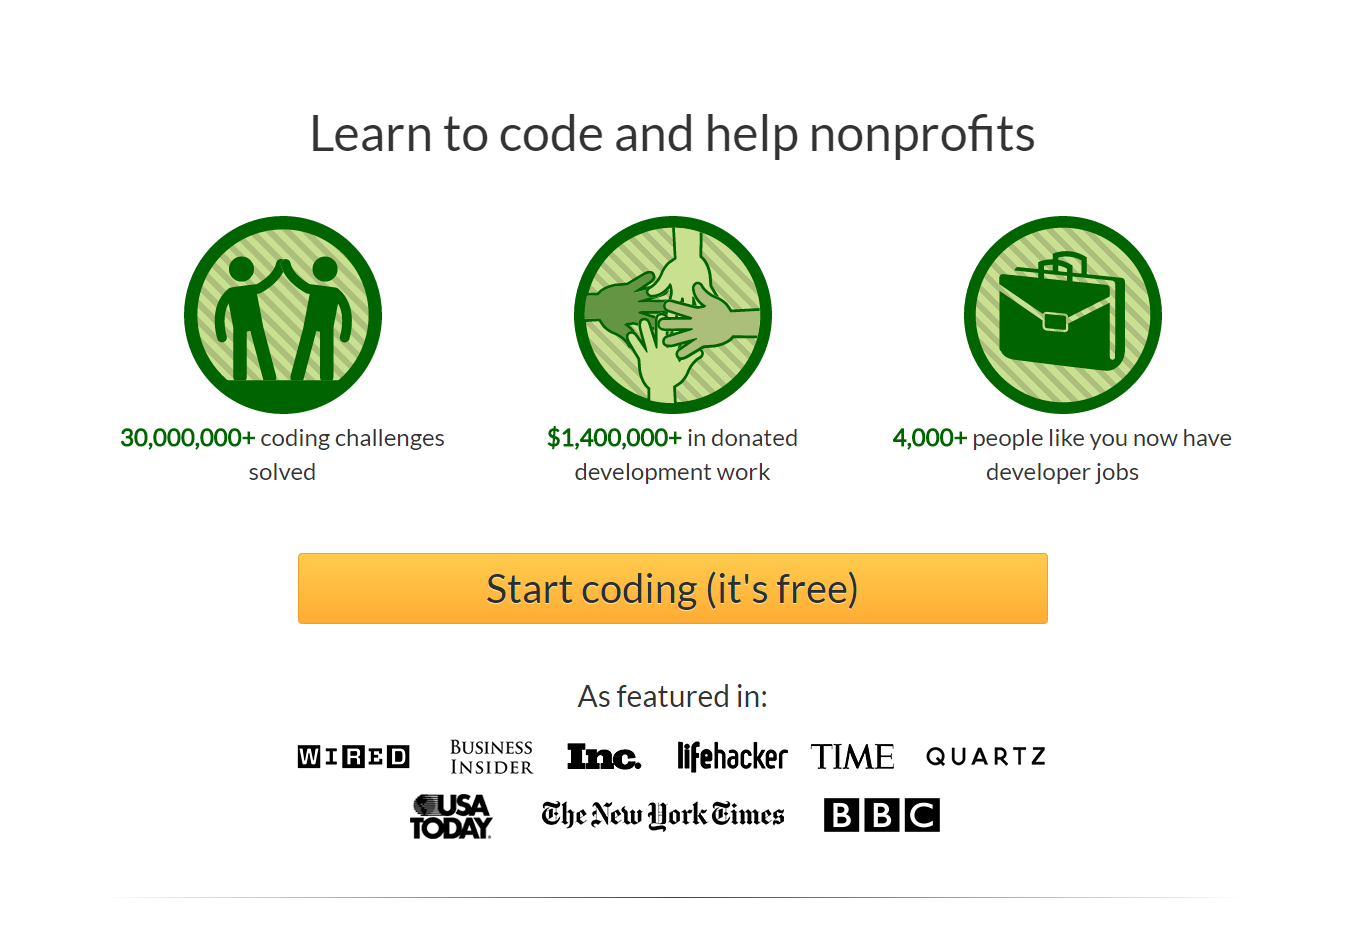 Learn to code and help nonprofits
30,000,000+ coding challenges
solved
$1,400,000+ in donated
development work
4,000+ people like you now have
developer jobs
Start coding (it's free)
As featured in:
WIRED
BUSINESS
INSIDER
Inc.
lifehacker
TIME
QUARTZ
USA
TODAY
The New York Times
BBC